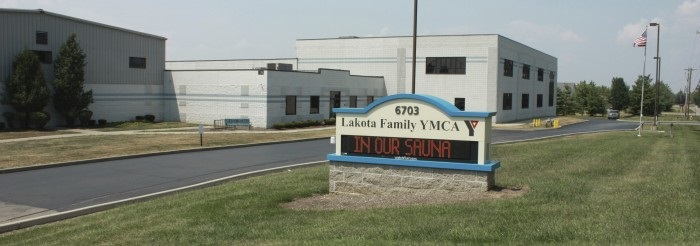 6703
Lakota Family YMCA
IN OUR SAUNA